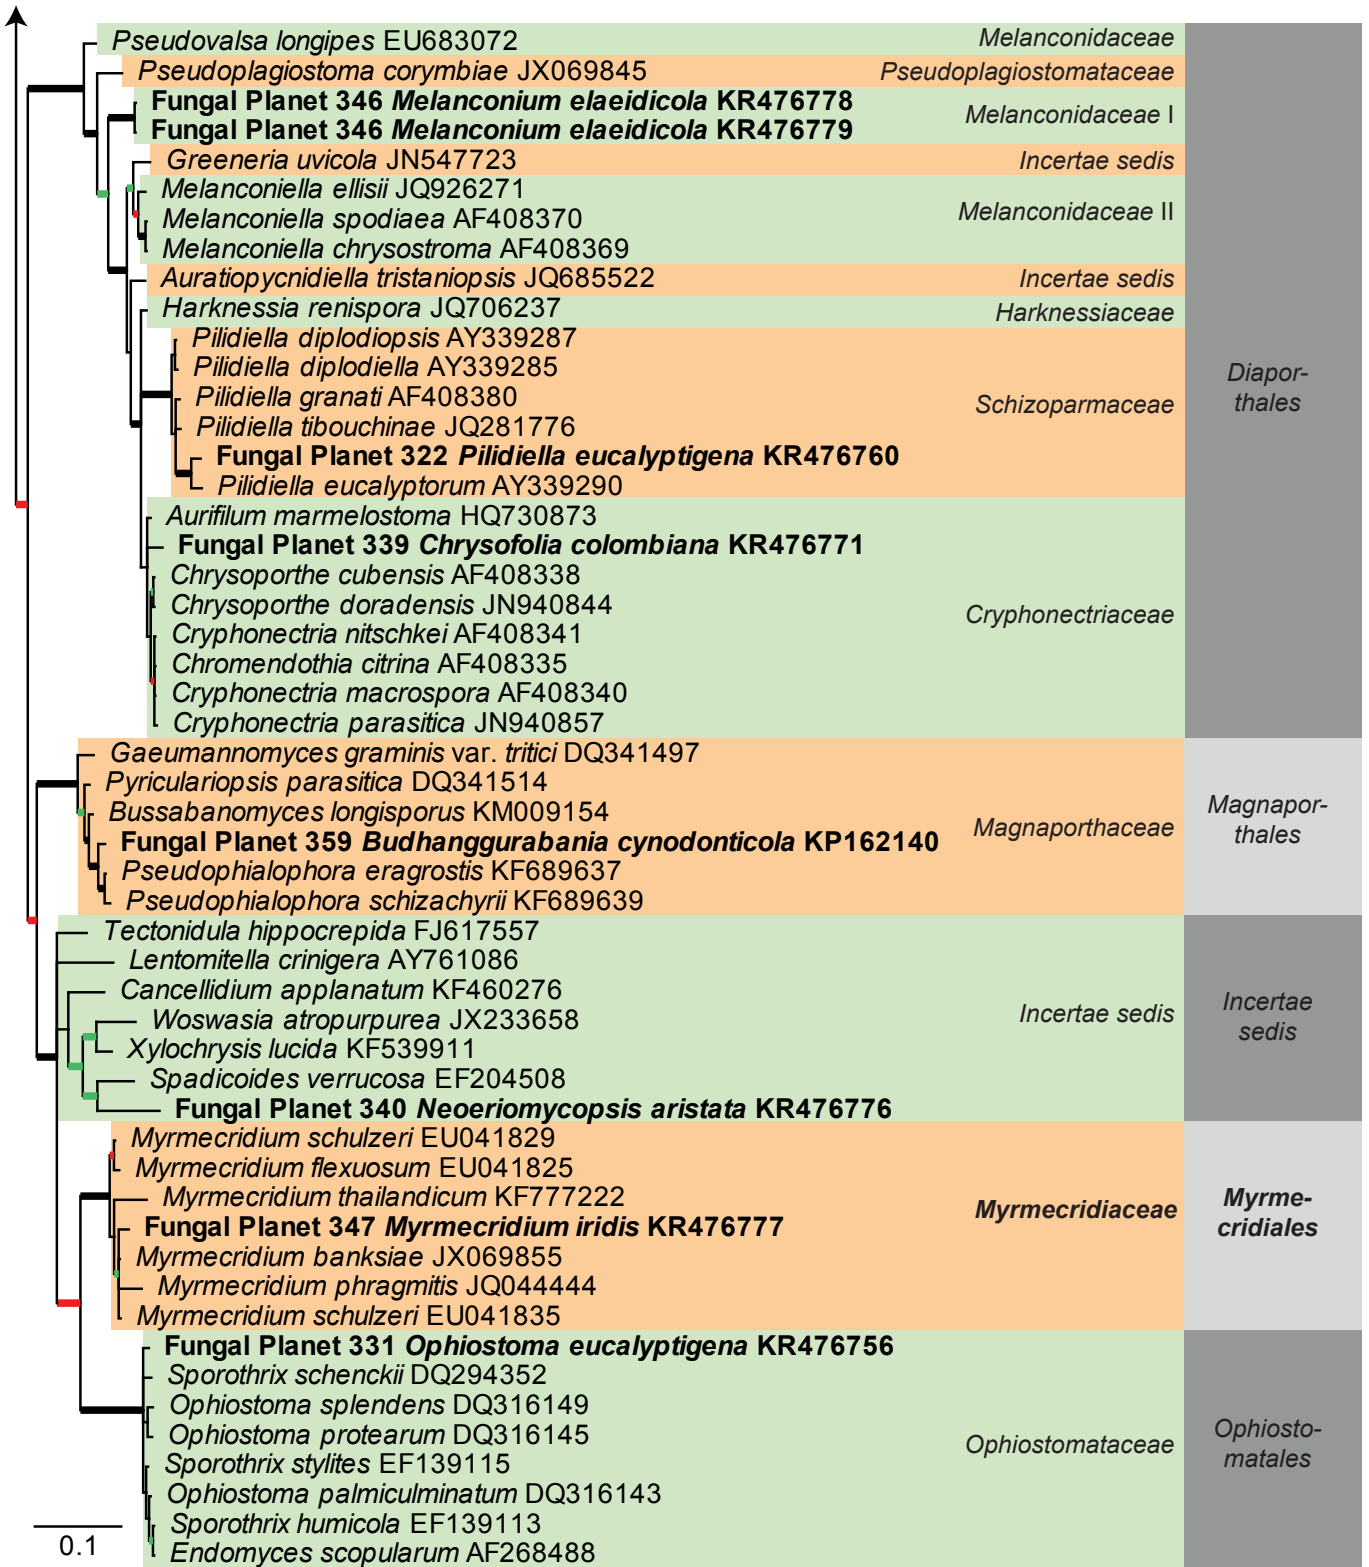 Pseudovalsa longipes EU683072 Melanconidaceae
Pseudoplagiostoma corymbiae JX069845 Pseudoplagiostomataceae
Fungal Planet 346 Melanconium elaeidicola KR476778
Melanconidaceae I
Fungal Planet 346 Melanconium elaeidicola KR476779
Greeneria uvicola JN547723 Incertae sedis
Melanconiella ellisii JQ926271
Melanconiella spodiaea AF408370 Melanconidaceae II
Melanconiella chrysostroma AF408369
Auratiopycnidiella tristaniopsis JQ685522 Incertae sedis
Harknessia renispora JQ706237 Harknessiaceae
Pilidiella diplodiopsis AY339287
Pilidiella diplodiella AY339285
Diapor-
thales
Pilidiella granati AF408380 Schizoparmaceae
Pilidiella tibouchinae JQ281776
Fungal Planet 322 Pilidiella eucalyptigena KR476760
Pilidiella eucalyptorum AY339290
Aurifilum marmelostoma HQ730873
Fungal Planet 339 Chrysofolia colombiana KR476771
Chrysoporthe cubensis AF408338
Chrysoporthe doradensis JN940844 Cryphonectriaceae
Cryphonectria nitschkei AF408341
Chromendothia citrina AF408335
Cryphonectria macrospora AF408340
Cryphonectria parasitica JN940857
Gaeumannomyces graminis var. tritici DQ341497
Pyriculariopsis parasitica DQ341514
Bussabanomyces longisporus KM009154
Magnapor-
thales
Fungal Planet 359 Budhanggurabania cynodonticola KP162140 Magnaporthaceae
Pseudophialophora eragrostis KF689637
Pseudophialophora schizachyrii KF689639
Tectonidula hippocrepida FJ617557
Lentomitella crinigera AY761086
Cancellidium applanatum KF460276
Woswasia atropurpurea JX233658 Incertae sedis
Incertae
sedis
Xylochrysis lucida KF539911
Spadicoides verrucosa EF204508
Fungal Planet 340 Neoeriomycopsis aristata KR476776
Myrmecridium schulzeri EU041829
Myrmecridium flexuosum EU041825
Myrmecridium thailandicum KF777222 Myrmecridiaceae
Myrme-
cridiales
Fungal Planet 347 Myrmecridium iridis KR476777
Myrmecridium banksiae JX069855
Myrmecridium phragmitis JQ044444
Myrmecridium schulzeri EU041835
Fungal Planet 331 Ophiostoma eucalyptigena KR476756
Sporothrix schenckii DQ294352
Ophiostoma splendens DQ316149
Ophiostoma protearum DQ316145 Ophiostomataceae
Ophiosto-
matales
Sporothrix stylites EF139115
Ophiostoma palmiculminatum DQ316143
Sporothrix humicola EF139113
Endomyces scopularum AF268488
0.1